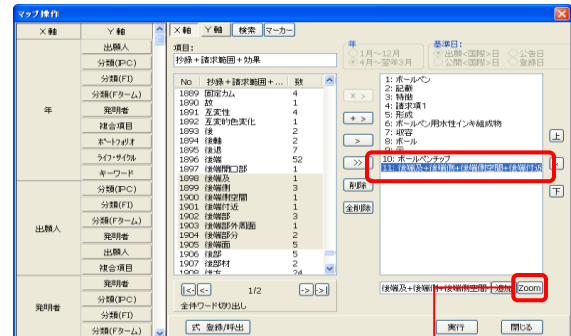 マップ操作
X軸 Y軸
年
出願人
分類(IPC)
分類(FI)
分類(Fターム)
発明者
複合項目
ポートフォリオ
ライフ・サイクル
キーワード
出願人
分類(IPC)
分類(FI)
分類(Fターム)
発明者
出願人
複合項目
発明者
分類(IPC)
分類(FI)
分類(Fターム)
X軸 Y軸 検索 マーカー
項目:
抄録+請求範囲+効果
年
1月~12月
4月~翌年3月
基準日:
出願<国際>日 公告日
公開<国際>日 登録日
No 抄録+請求範囲+... 数
1889 固定カム 4
1890 故 1
1891 互変性 4
1892 互変的色変化 1
1893 後 2
1894 後軸 2
1895 後退 7
1896 後端 52
1897 後端開口部 1
1898 後端及 1
1899 後端側 3
1900 後端側空間 1
1901 後端付近 1
1902 後端部 3
1903 後端部外周面 1
1904 後端部分 2
1905 後端面 5
1906 後部 5
1907 後部材 2
1908 後方 24
|<- <- 1/2 -> ->|
全件ワード切り出し
x >
+ >
>
>>
削除
全削除
1: ボールペン
2: 記載
3: 特徴
4: 請求項1
5: 形成
6: ボールペン用水性インキ組成物
7: 収容
8: ボール
10: ボールペンチップ
11: 後端及+後端側+後端側空間+後端付近
上
下
後端及+後端側+後端側空間 追加 Zoom
式 登録/呼出 実行 閉じる